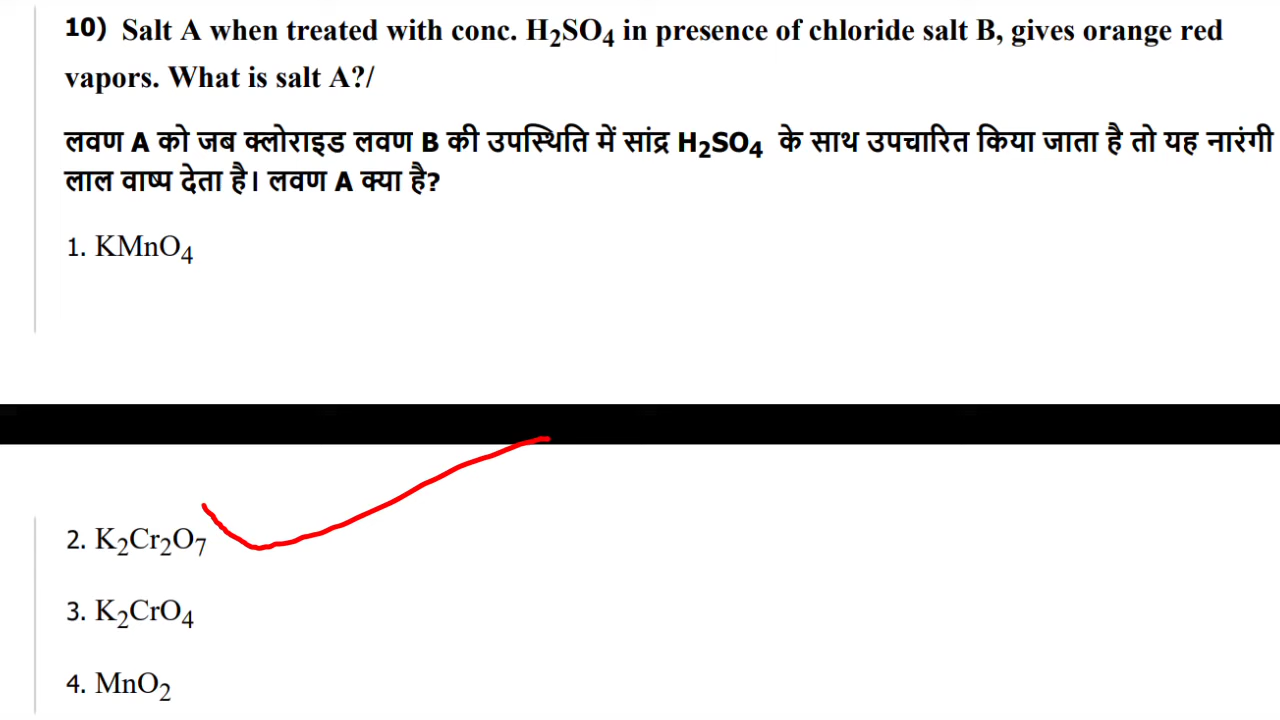 10) Salt A when treated with conc. H₂SO₄ in presence of chloride salt B, gives orange red
vapors. What is salt A?/
लवण A को जब क्लोराइड लवण B की उपस्थिति में सांद्र H₂SO₄ के साथ उपचारित किया जाता है तो यह नारंगी
लाल वाष्प देता है। लवण A क्या है?
1. KMnO₄
2. K₂Cr₂O₇
3. K₂CrO₄
4. MnO₂